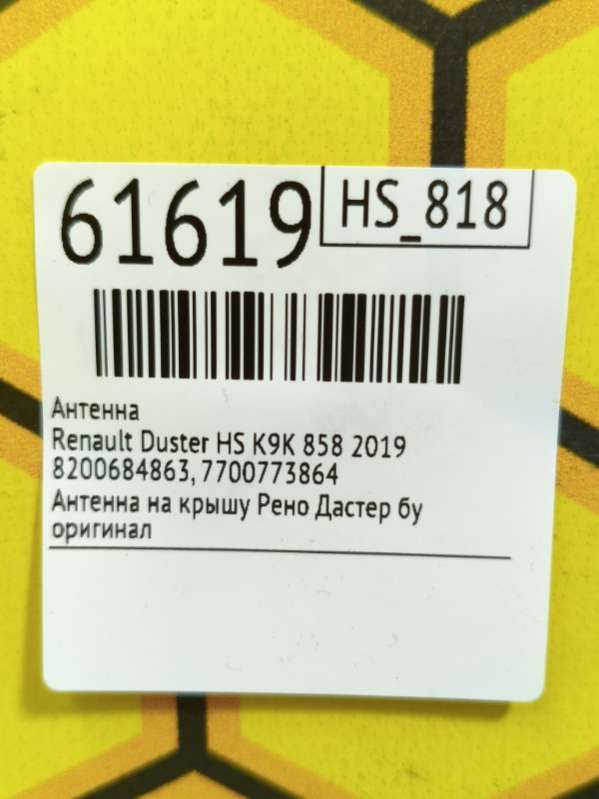 61619
HS_818
Антенна
Renault Duster HS K9K 858 2019
8200684863, 7700773864
Антенна на крышу Рено Дастер бу
оригинал